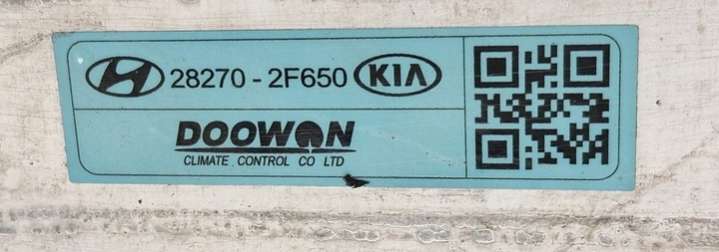 28270 - 2F650 KIA
DOOWON
CLIMATE CONTROL CO LTD